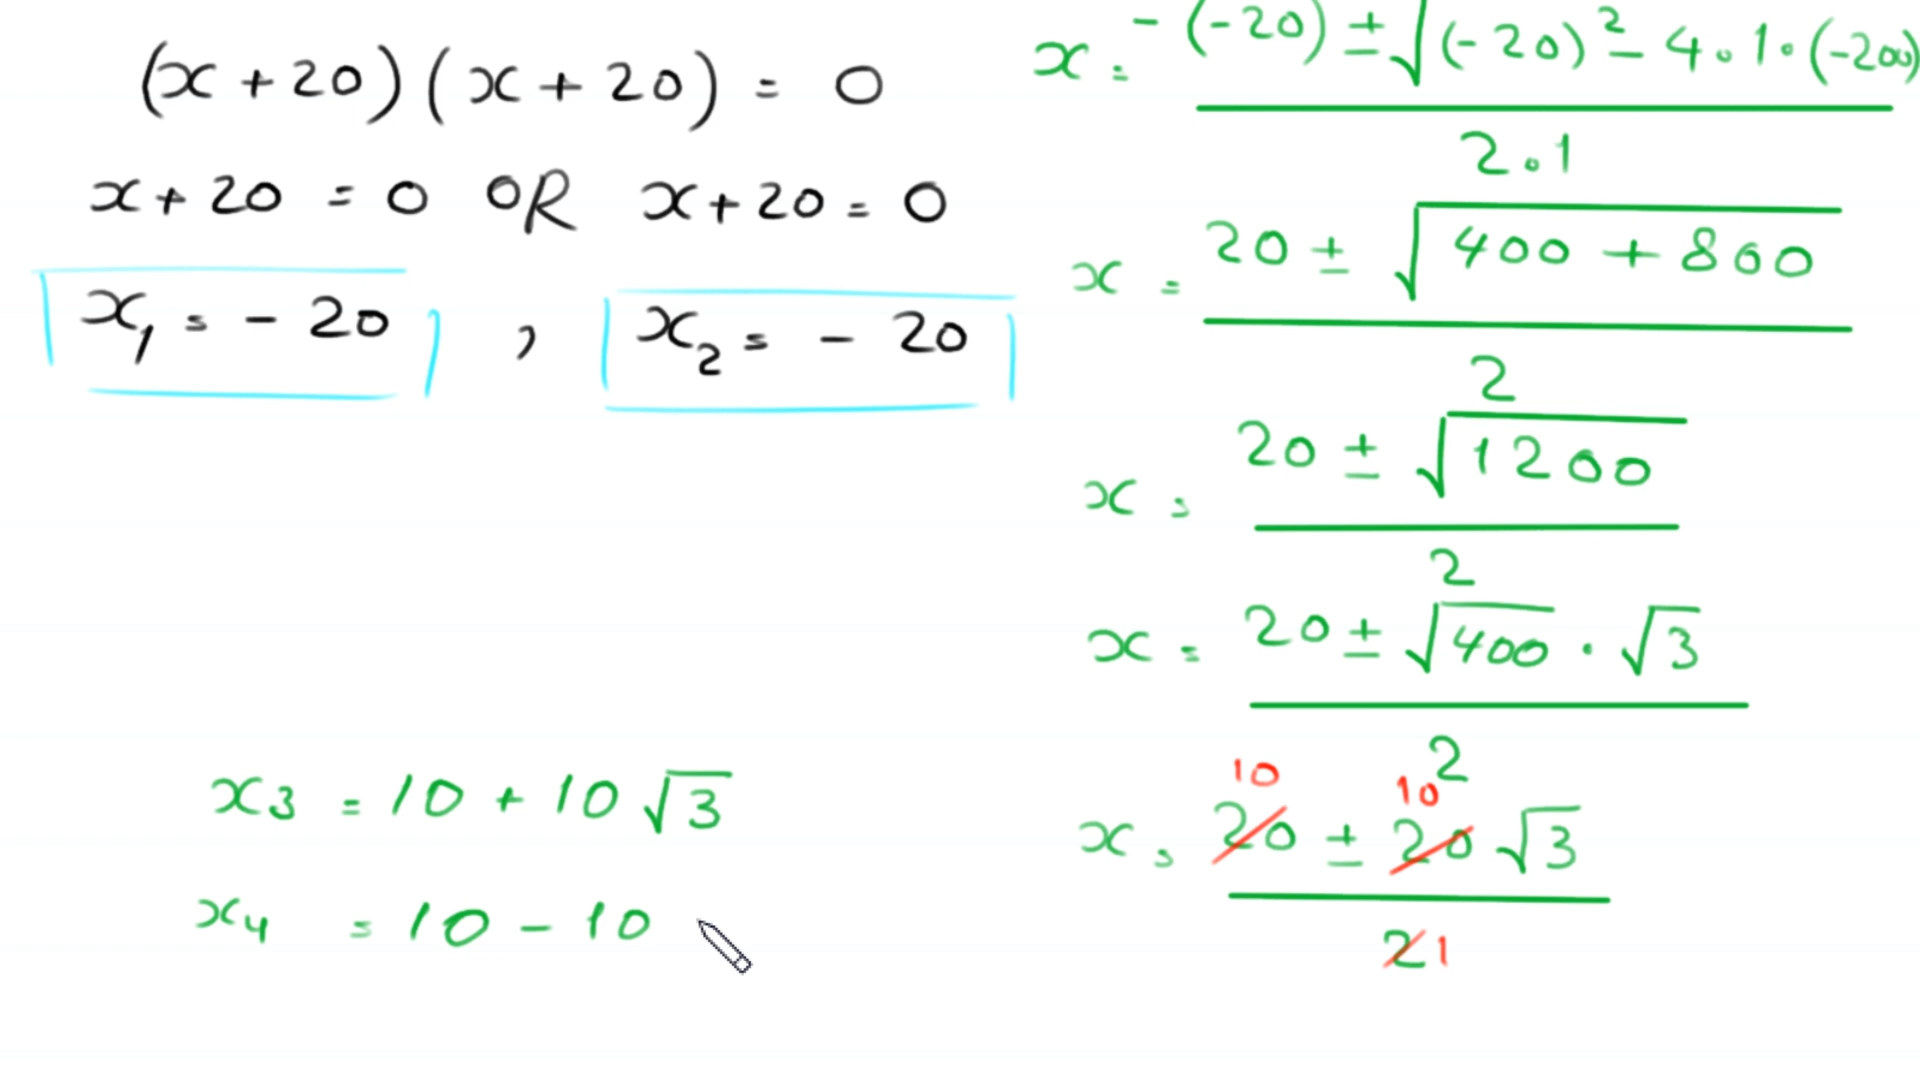 (x + 20) (x + 20) = 0
x + 20 = 0 OR x + 20 = 0
x₁ = - 20 , x₂ = - 20
x = - (- 20) ± √(- 20)² - 4 . 1 . (-200)
2 . 1
x = 20 ± √400 + 800
2
x = 20 ± √1200
2
x = 20 ± √400 . √3
2
10 10
x = 20 ± 20 √3
2 1
x₃ = 10 + 10 √3
x₄ = 10 - 10